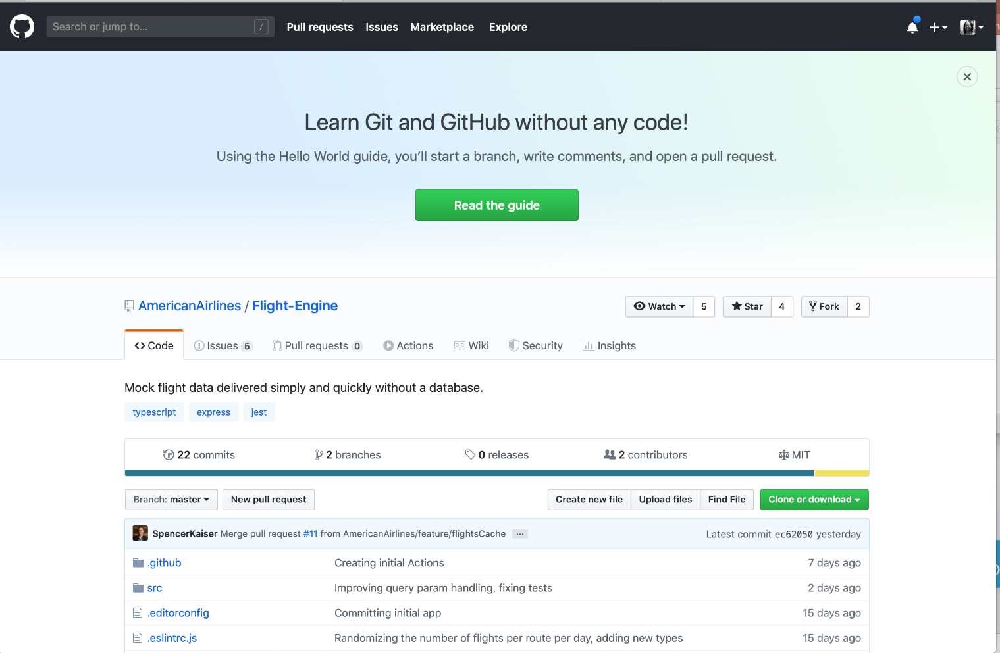 Search or jump to... / Pull requests Issues Marketplace Explore
Learn Git and GitHub without any code!
Using the Hello World guide, you’ll start a branch, write comments, and open a pull request.
Read the guide
AmericanAirlines / Flight-Engine Watch 5 Star 4 Fork 2
Code Issues 5 Pull requests 0 Actions Wiki Security Insights
Mock flight data delivered simply and quickly without a database.
typescript express jest
22 commits 2 branches 0 releases 2 contributors MIT
Branch: master New pull request Create new file Upload files Find File Clone or download
SpencerKaiser Merge pull request #11 from AmericanAirlines/feature/flightsCache ... Latest commit ec62050 yesterday
.github Creating initial Actions 7 days ago
src Improving query param handling, fixing tests 2 days ago
.editorconfig Committing initial app 15 days ago
.eslintrc.js Randomizing the number of flights per route per day, adding new types 15 days ago